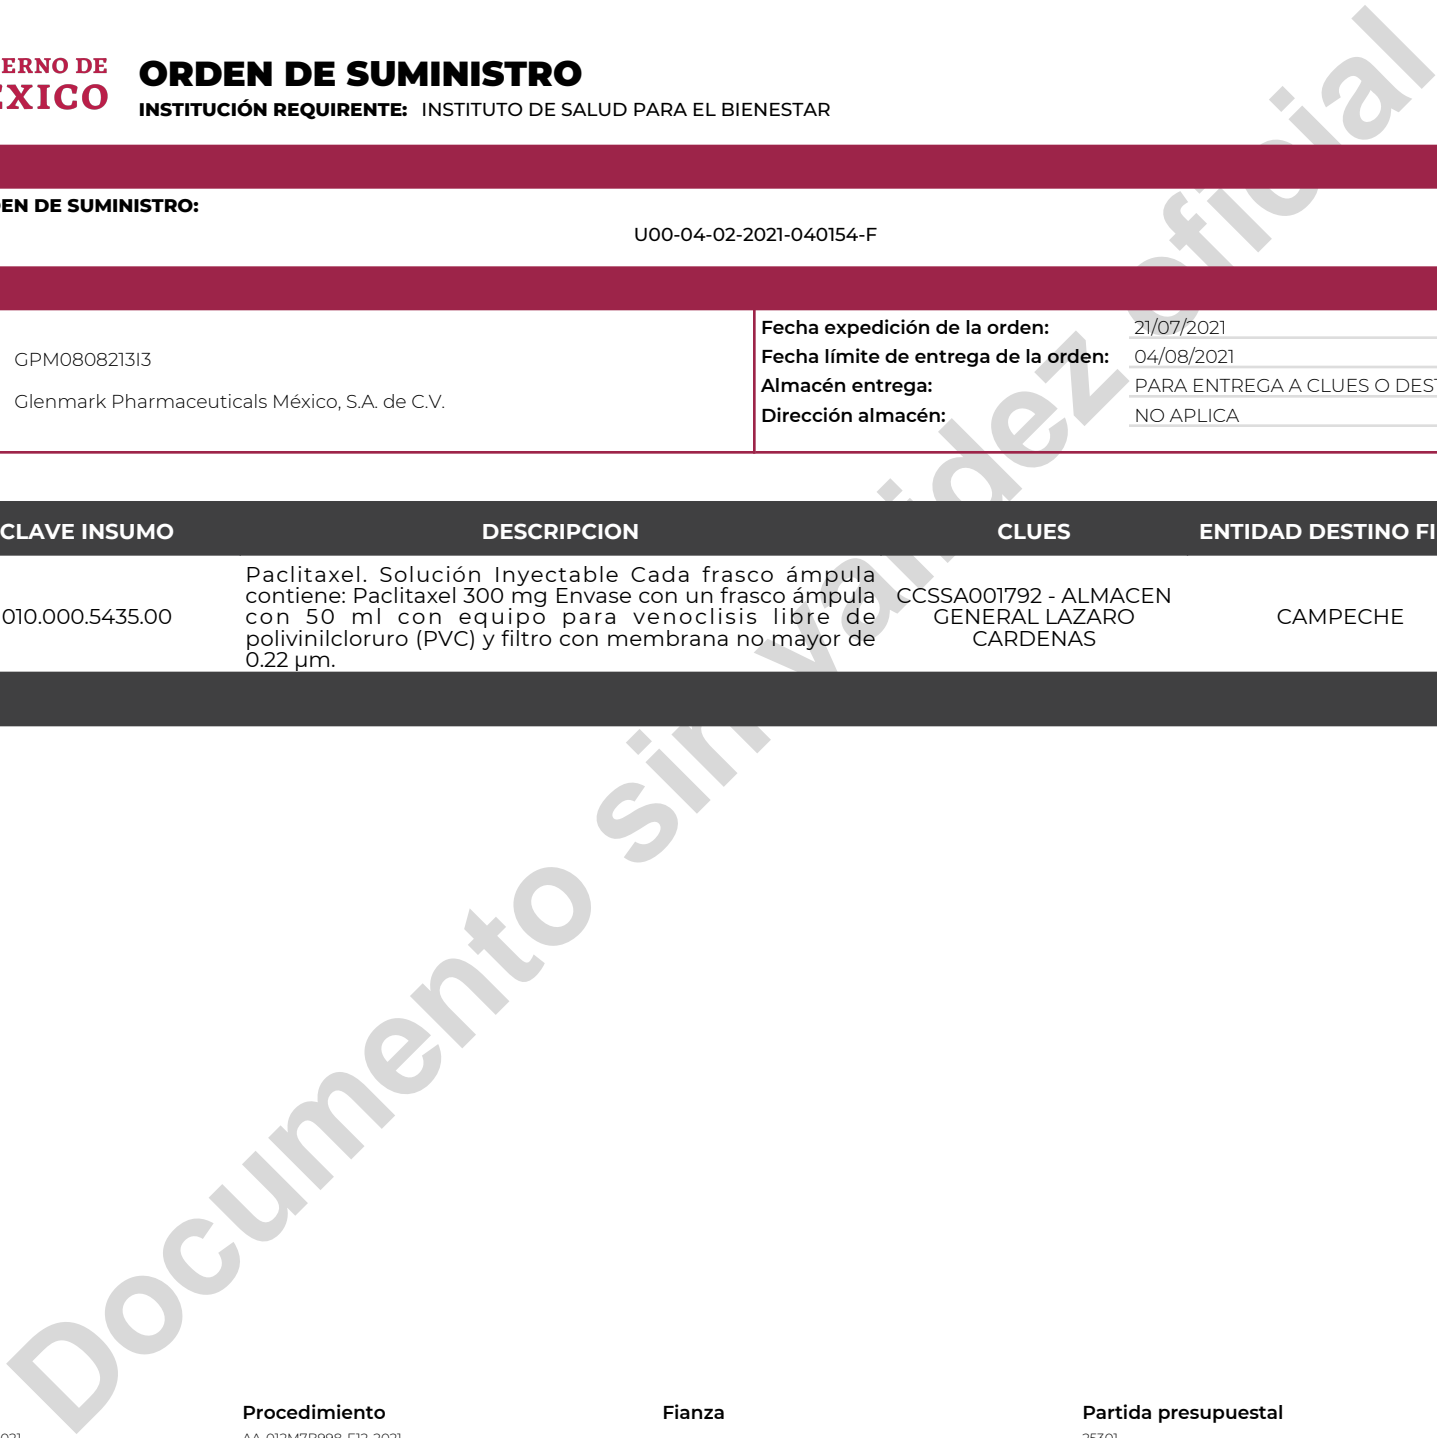 ERNO DE
ÉXICO
ORDEN DE SUMINISTRO
INSTITUCIÓN REQUIRENTE: INSTITUTO DE SALUD PARA EL BIENESTAR
EN DE SUMINISTRO:
U00-04-02-2021-040154-F
GPM0808213I3
Glenmark Pharmaceuticals México, S.A. de C.V.
Fecha expedición de la orden: 21/07/2021
Fecha límite de entrega de la orden: 04/08/2021
Almacén entrega: PARA ENTREGA A CLUES O DEST
Dirección almacén: NO APLICA
CLAVE INSUMO DESCRIPCION CLUES ENTIDAD DESTINO FI
010.000.5435.00
Paclitaxel. Solución Inyectable Cada frasco ámpula
contiene: Paclitaxel 300 mg Envase con un frasco ámpula
con 50 ml con equipo para venoclisis libre de
polivinilcloruro (PVC) y filtro con membrana no mayor de
0.22 µm.
CCSSA001792 - ALMACEN
GENERAL LAZARO
CARDENAS
CAMPECHE
Documento sin validez oficial
Procedimiento Fianza Partida presupuestal